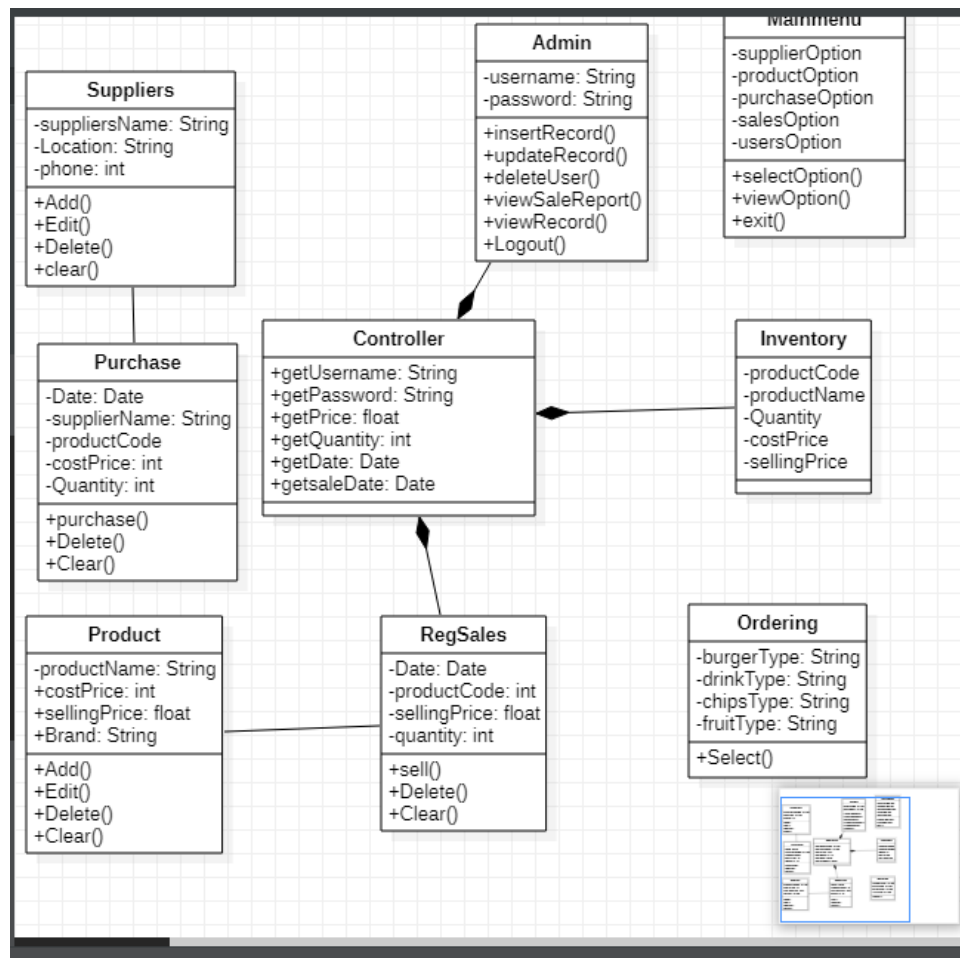 Suppliers
-suppliersName: String
-Location: String
-phone: int
+Add()
+Edit()
+Delete()
+clear()
Admin
-username: String
-password: String
+insertRecord()
+updateRecord()
+deleteUser()
+viewSaleReport()
+viewRecord()
+Logout()
Mainmenu
-supplierOption
-productOption
-purchaseOption
-salesOption
-usersOption
+selectOption()
+viewOption()
+exit()
Purchase
-Date: Date
-supplierName: String
-productCode
-costPrice: int
-Quantity: int
+purchase()
+Delete()
+Clear()
Controller
+getUsername: String
+getPassword: String
+getPrice: float
+getQuantity: int
+getDate: Date
+getsaleDate: Date
Inventory
-productCode
-productName
-Quantity
-costPrice
-sellingPrice
Product
-productName: String
+costPrice: int
+sellingPrice: float
+Brand: String
+Add()
+Edit()
+Delete()
+Clear()
RegSales
-Date: Date
-productCode: int
-sellingPrice: float
-quantity: int
+sell()
+Delete()
+Clear()
Ordering
-burgerType: String
-drinkType: String
-chipsType: String
-fruitType: String
+Select()